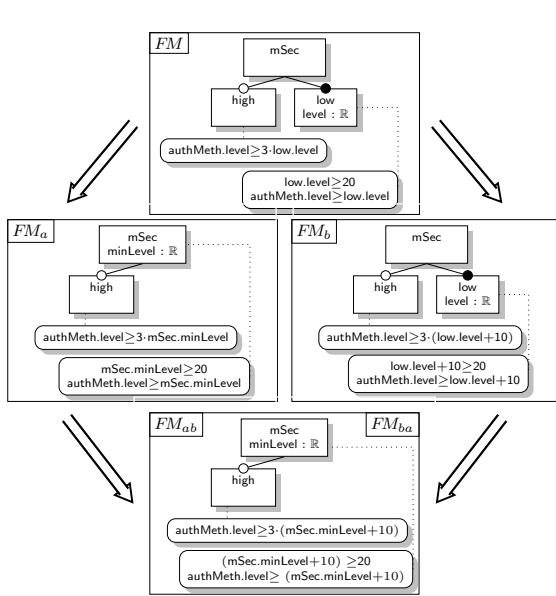 FM
mSec
high
low
level : ℝ
authMeth.level≥3·low.level
low.level≥20
authMeth.level≥low.level
FMₐ
mSec
minLevel : ℝ
high
authMeth.level≥3·mSec.minLevel
mSec.minLevel≥20
authMeth.level≥mSec.minLevel
FM_b
mSec
high
low
level : ℝ
authMeth.level≥3·(low.level+10)
low.level+10≥20
authMeth.level≥low.level+10
FM_ab
FM_ba
mSec
minLevel : ℝ
high
authMeth.level≥3·(mSec.minLevel+10)
(mSec.minLevel+10) ≥20
authMeth.level≥ (mSec.minLevel+10)